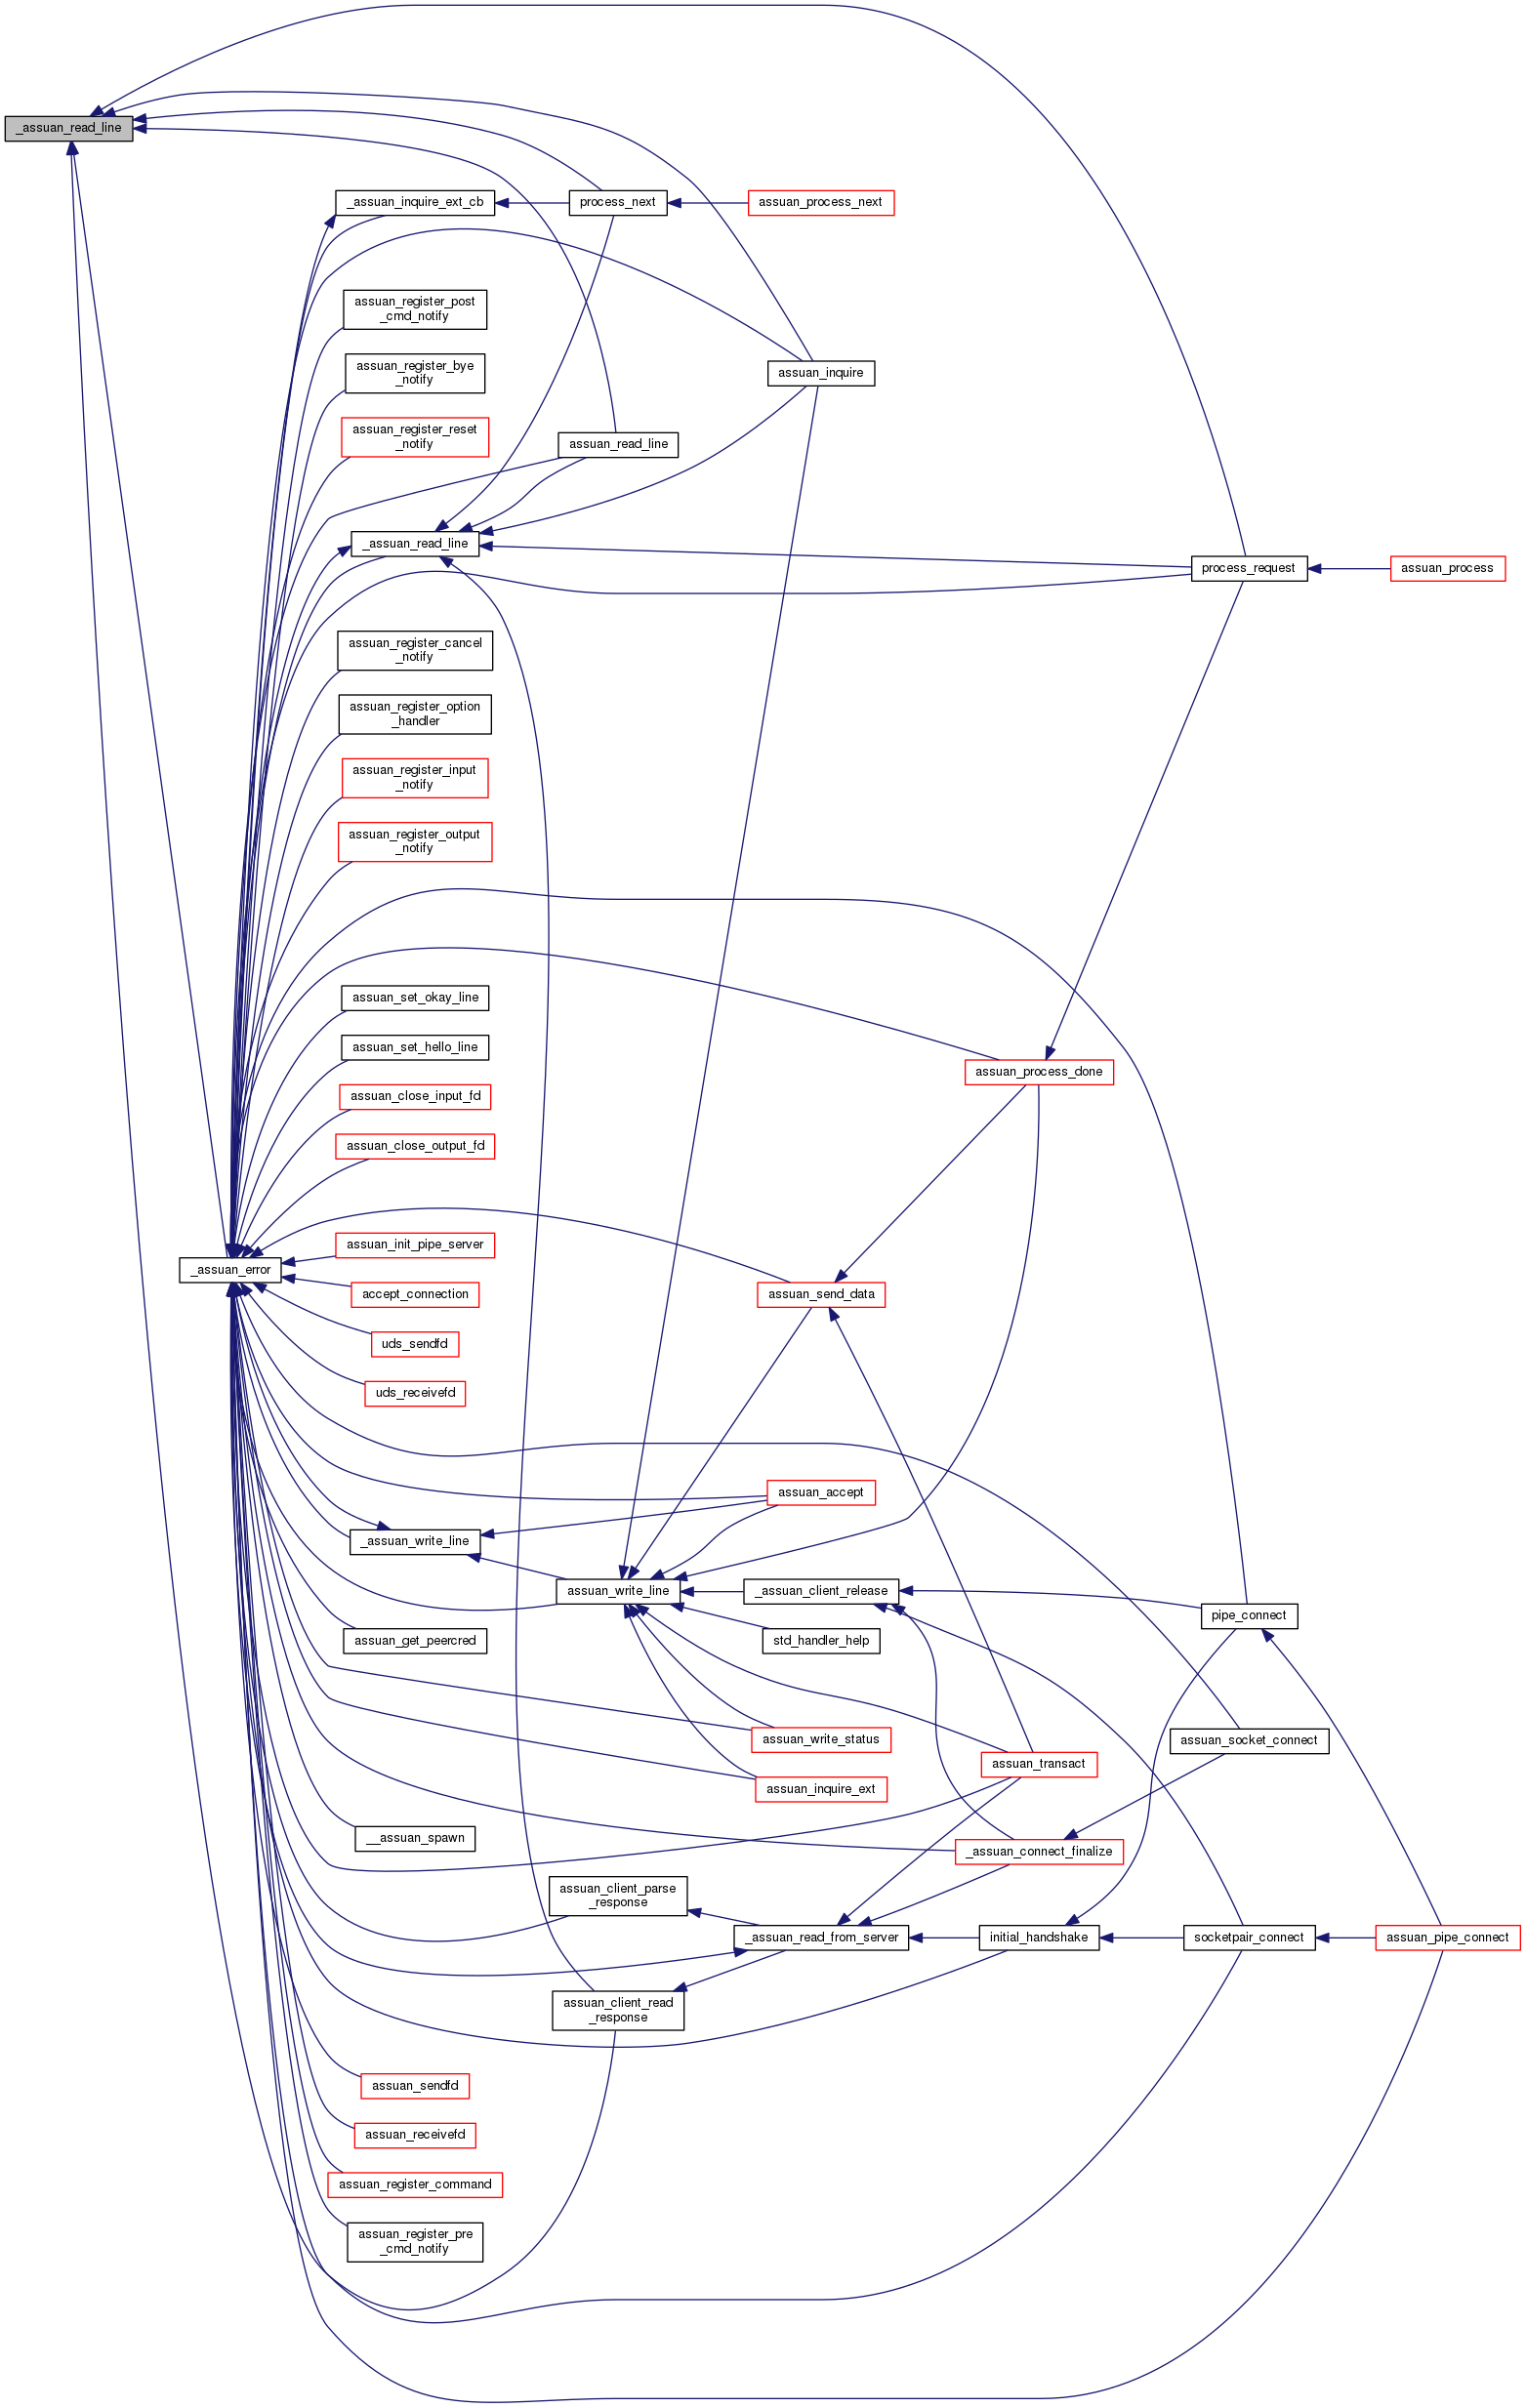 _assuan_read_line
_assuan_inquire_ext_cb
process_next
assuan_process_next
assuan_register_post
_cmd_notify
assuan_register_bye
_notify
assuan_inquire
assuan_register_reset
_notify
assuan_read_line
_assuan_read_line
process_request
assuan_process
assuan_register_cancel
_notify
assuan_register_option
_handler
assuan_register_input
_notify
assuan_register_output
_notify
assuan_set_okay_line
assuan_set_hello_line
assuan_process_done
assuan_close_input_fd
assuan_close_output_fd
assuan_init_pipe_server
_assuan_error
accept_connection
assuan_send_data
uds_sendfd
uds_receivefd
assuan_accept
_assuan_write_line
assuan_write_line
_assuan_client_release
pipe_connect
assuan_get_peercred
std_handler_help
assuan_write_status
assuan_socket_connect
assuan_transact
assuan_inquire_ext
__assuan_spawn
_assuan_connect_finalize
assuan_client_parse
_response
_assuan_read_from_server
initial_handshake
socketpair_connect
assuan_pipe_connect
assuan_client_read
_response
assuan_sendfd
assuan_receivefd
assuan_register_command
assuan_register_pre
_cmd_notify